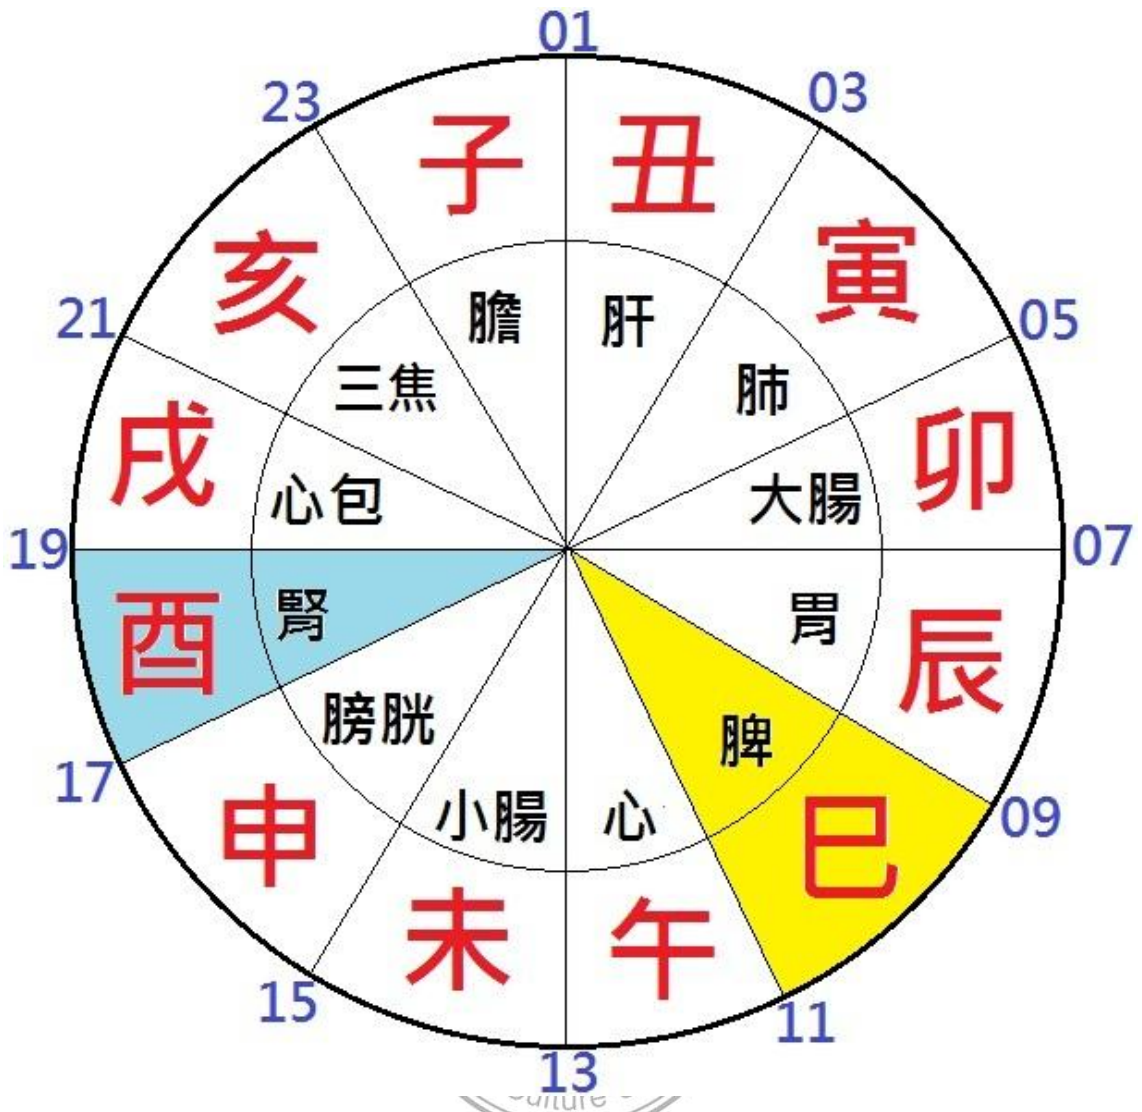 01
23
03
子
丑
亥
寅
膽
肝
21
05
三焦
肺
戌
卯
心包
大腸
19
07
酉
腎
胃
辰
膀胱
脾
17
09
申
小腸
心
巳
未
午
15
11
13
Culture